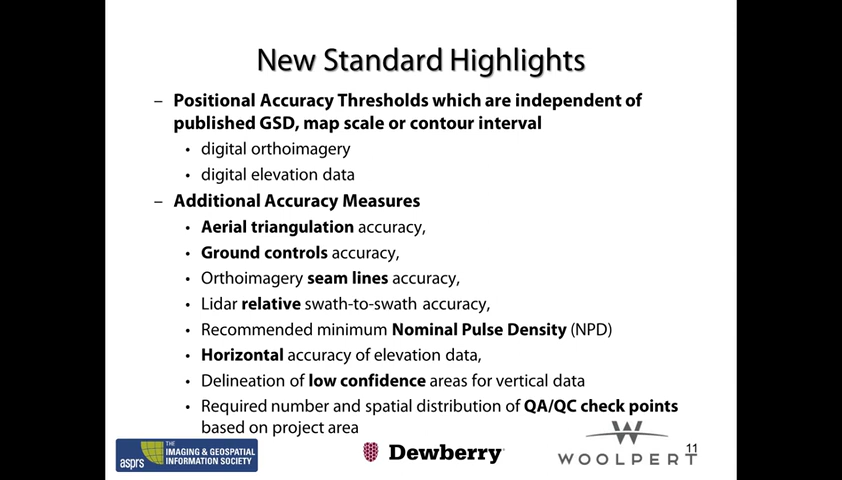 New Standard Highlights
– Positional Accuracy Thresholds which are independent of
published GSD, map scale or contour interval
• digital orthoimagery
• digital elevation data
– Additional Accuracy Measures
• Aerial triangulation accuracy,
• Ground controls accuracy,
• Orthoimagery seam lines accuracy,
• Lidar relative swath-to-swath accuracy,
• Recommended minimum Nominal Pulse Density (NPD)
• Horizontal accuracy of elevation data,
• Delineation of low confidence areas for vertical data
• Required number and spatial distribution of QA/QC check points
based on project area
asprs THE
IMAGING & GEOSPATIAL
INFORMATION SOCIETY
Dewberry
WOOLPERT
11